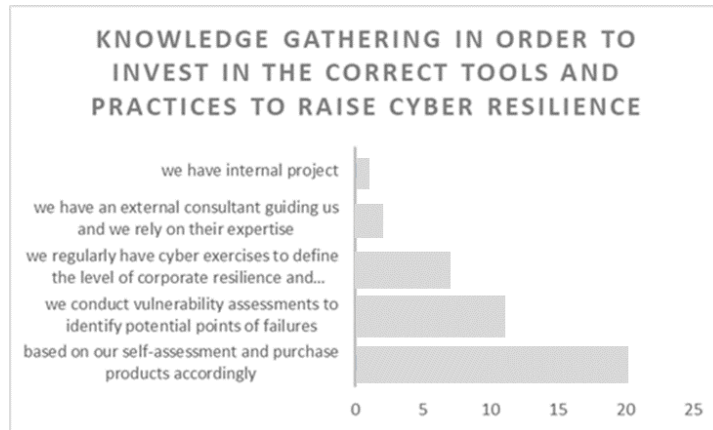 KNOWLEDGE GATHERING IN ORDER TO
INVEST IN THE CORRECT TOOLS AND
PRACTICES TO RAISE CYBER RESILIENCE
we have internal project
we have an external consultant guiding us
and we rely on their expertise
we regularly have cyber exercises to define
the level of corporate resilience and...
we conduct vulnerability assessments to
identify potential points of failures
based on our self-assessment and purchase
products accordingly
0 5 10 15 20 25